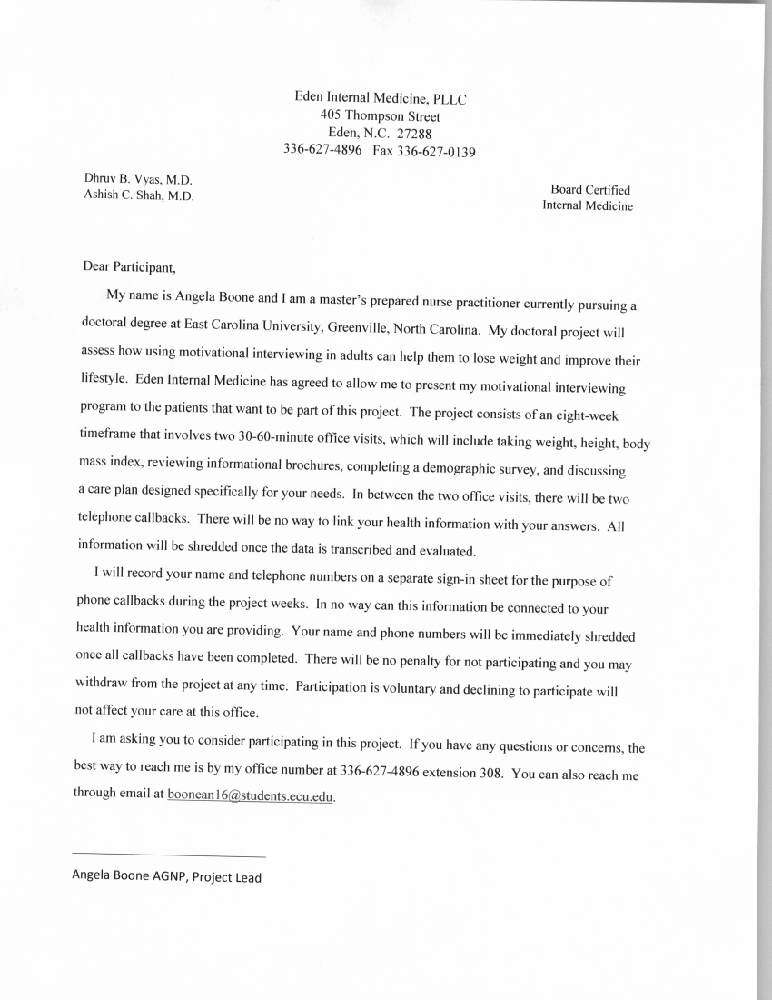 Eden Internal Medicine, PLLC
405 Thompson Street
Eden, N.C.  27288
336-627-4896   Fax 336-627-0139
Dhruv B. Vyas, M.D.
Ashish C. Shah, M.D.
Board Certified
Internal Medicine
Dear Participant,
My name is Angela Boone and I am a master's prepared nurse practitioner currently pursuing a
doctoral degree at East Carolina University, Greenville, North Carolina.  My doctoral project will
assess how using motivational interviewing in adults can help them to lose weight and improve their
lifestyle.  Eden Internal Medicine has agreed to allow me to present my motivational interviewing
program to the patients that want to be part of this project.  The project consists of an eight-week
timeframe that involves two 30-60-minute office visits, which will include taking weight, height, body
mass index, reviewing informational brochures, completing a demographic survey, and discussing
a care plan designed specifically for your needs.  In between the two office visits, there will be two
telephone callbacks.  There will be no way to link your health information with your answers.  All
information will be shredded once the data is transcribed and evaluated.
I will record your name and telephone numbers on a separate sign-in sheet for the purpose of
phone callbacks during the project weeks.  In no way can this information be connected to your
health information you are providing.  Your name and phone numbers will be immediately shredded
once all callbacks have been completed.  There will be no penalty for not participating and you may
withdraw from the project at any time.  Participation is voluntary and declining to participate will
not affect your care at this office.
I am asking you to consider participating in this project.  If you have any questions or concerns, the
best way to reach me is by my office number at 336-627-4896 extension 308.  You can also reach me
through email at boonean16@students.ecu.edu.
Angela Boone AGNP, Project Lead